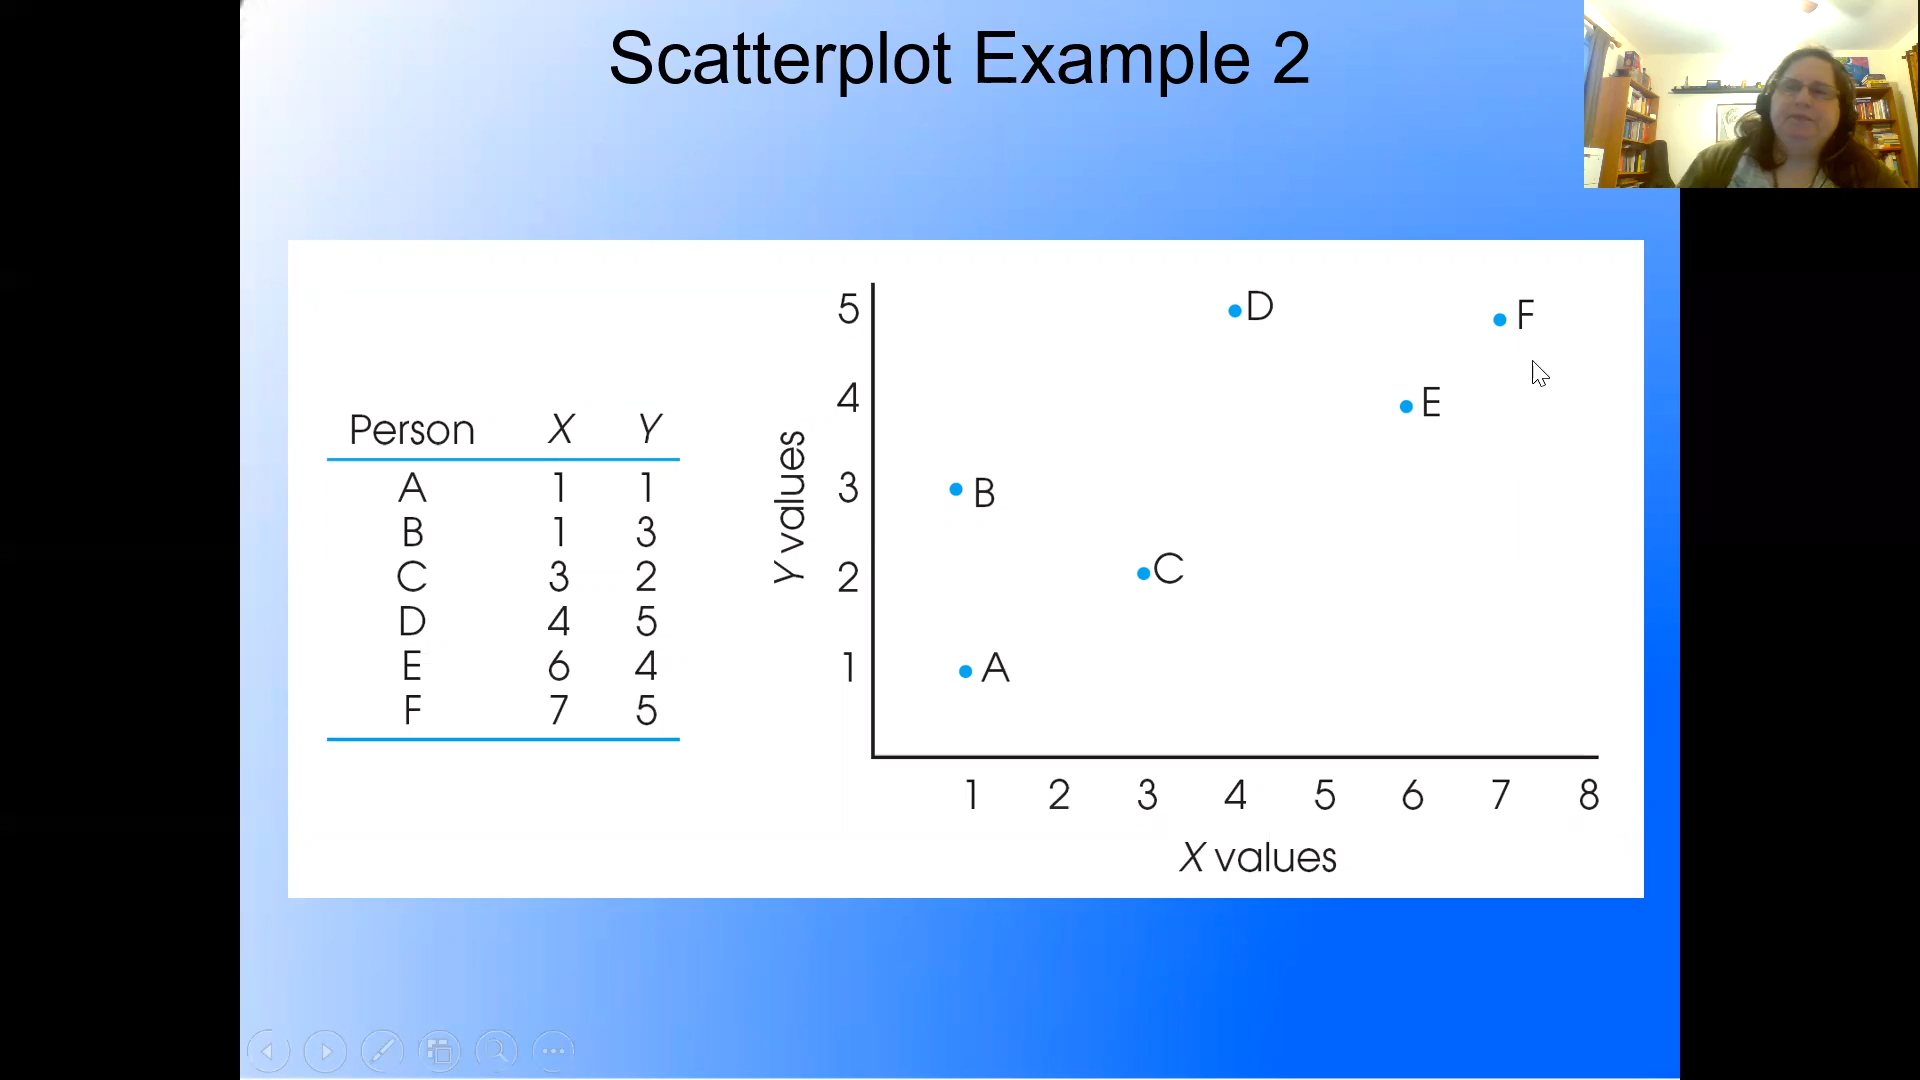 Scatterplot Example 2
Person X Y
A 1 1
B 1 3
C 3 2
D 4 5
E 6 4
F 7 5
Y values
5
4
3
2
1
D
F
E
B
C
A
1 2 3 4 5 6 7 8
X values